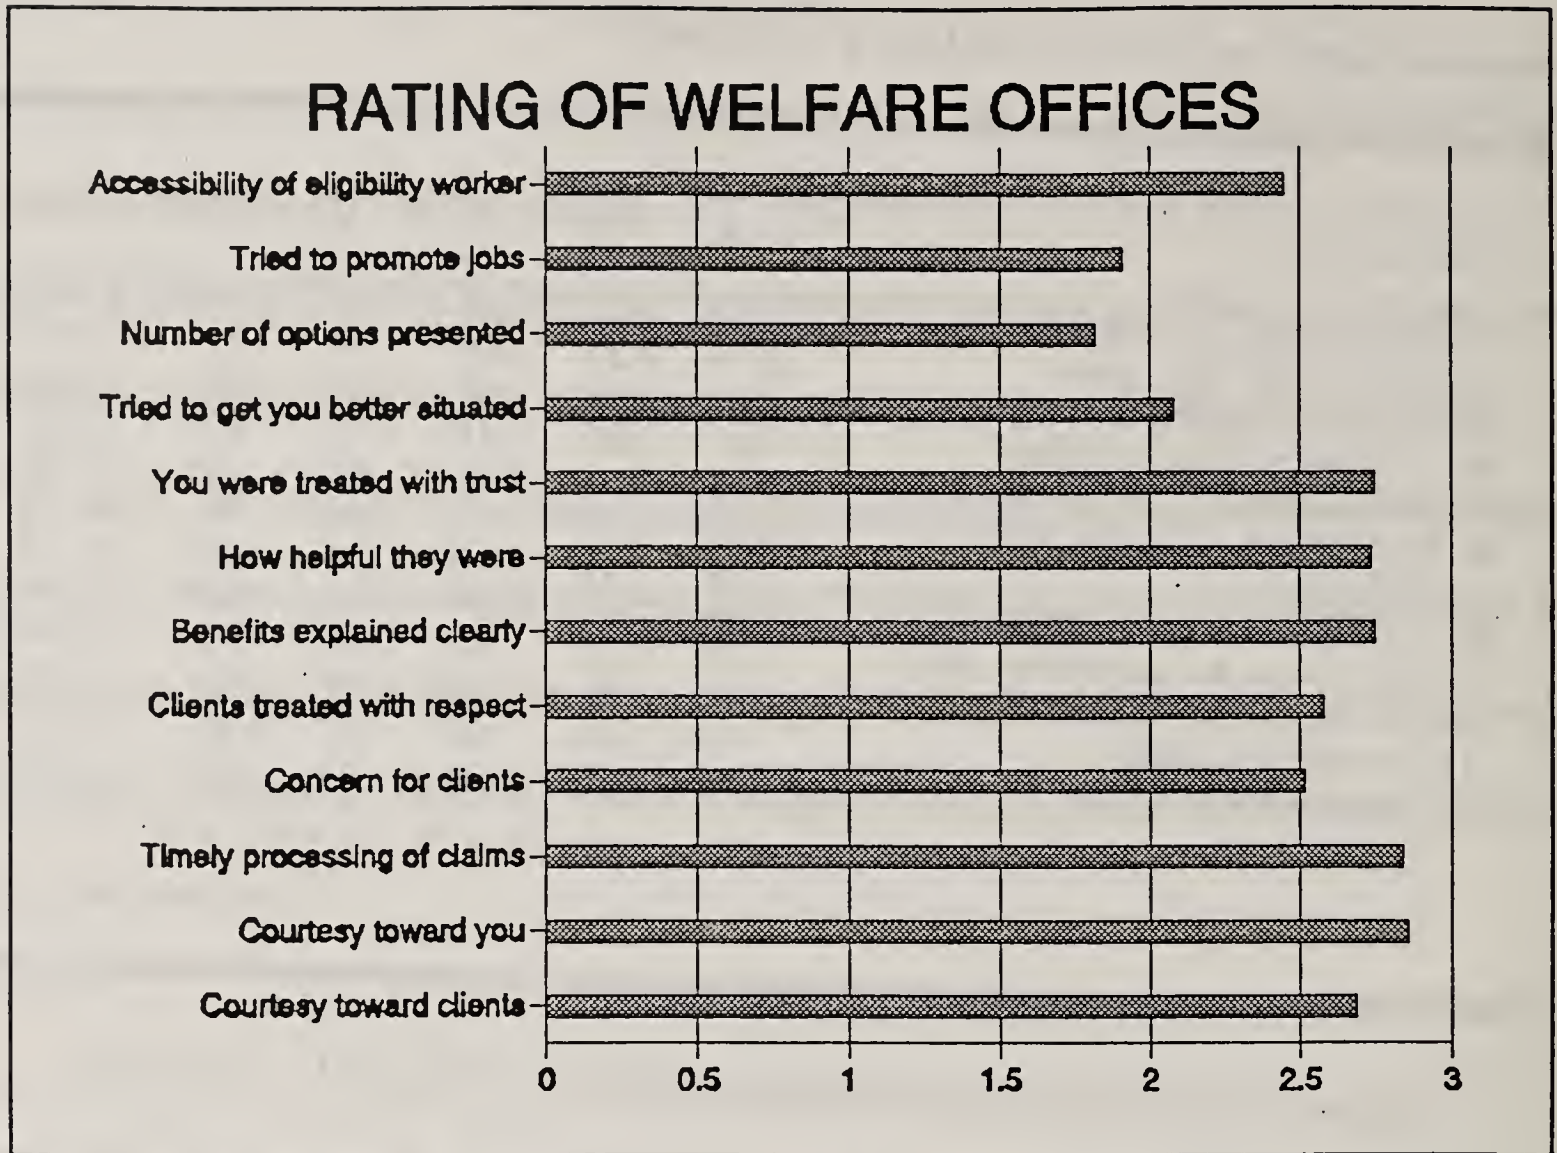 RATING OF WELFARE OFFICES
Accessibility of eligibility worker
Tried to promote jobs
Number of options presented
Tried to get you better situated
You were treated with trust
How helpful they were
Benefits explained clearly
Clients treated with respect
Concern for clients
Timely processing of claims
Courtesy toward you
Courtesy toward clients
0 0.5 1 1.5 2 2.5 3